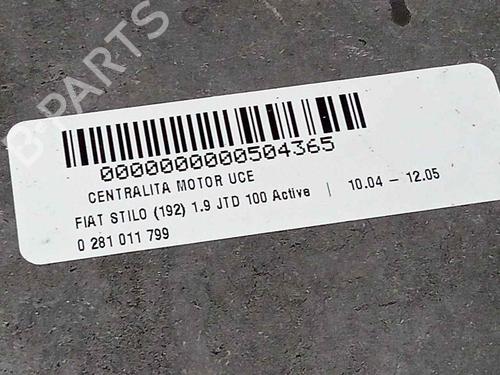 B-PARTS
0000000000504365
CENTRALITA MOTOR UCE
FIAT STILO (192) 1.9 JTD 100 Active | 10.04 – 12.05
0 281 011 799